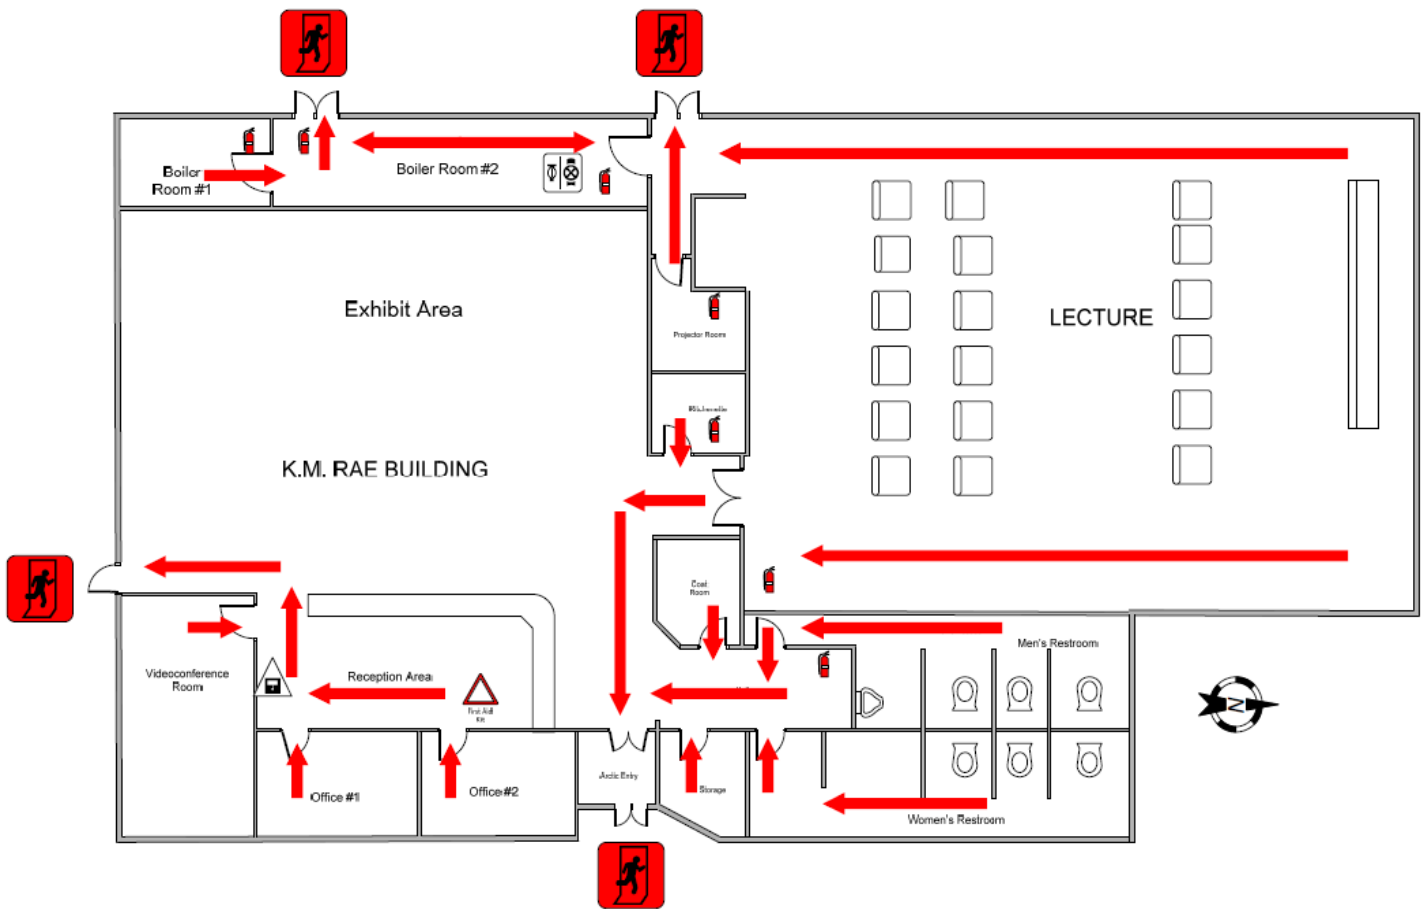 Boiler
Room #1
Boiler Room #2
Exhibit Area
Projector Room
LECTURE
K.M. RAE BUILDING
Coat
Room
Men's Restroom
Videoconference
Room
Reception Area
First Aid
Kit
N
Office #1
Office #2
Arctic Entry
Storage
Women's Restroom